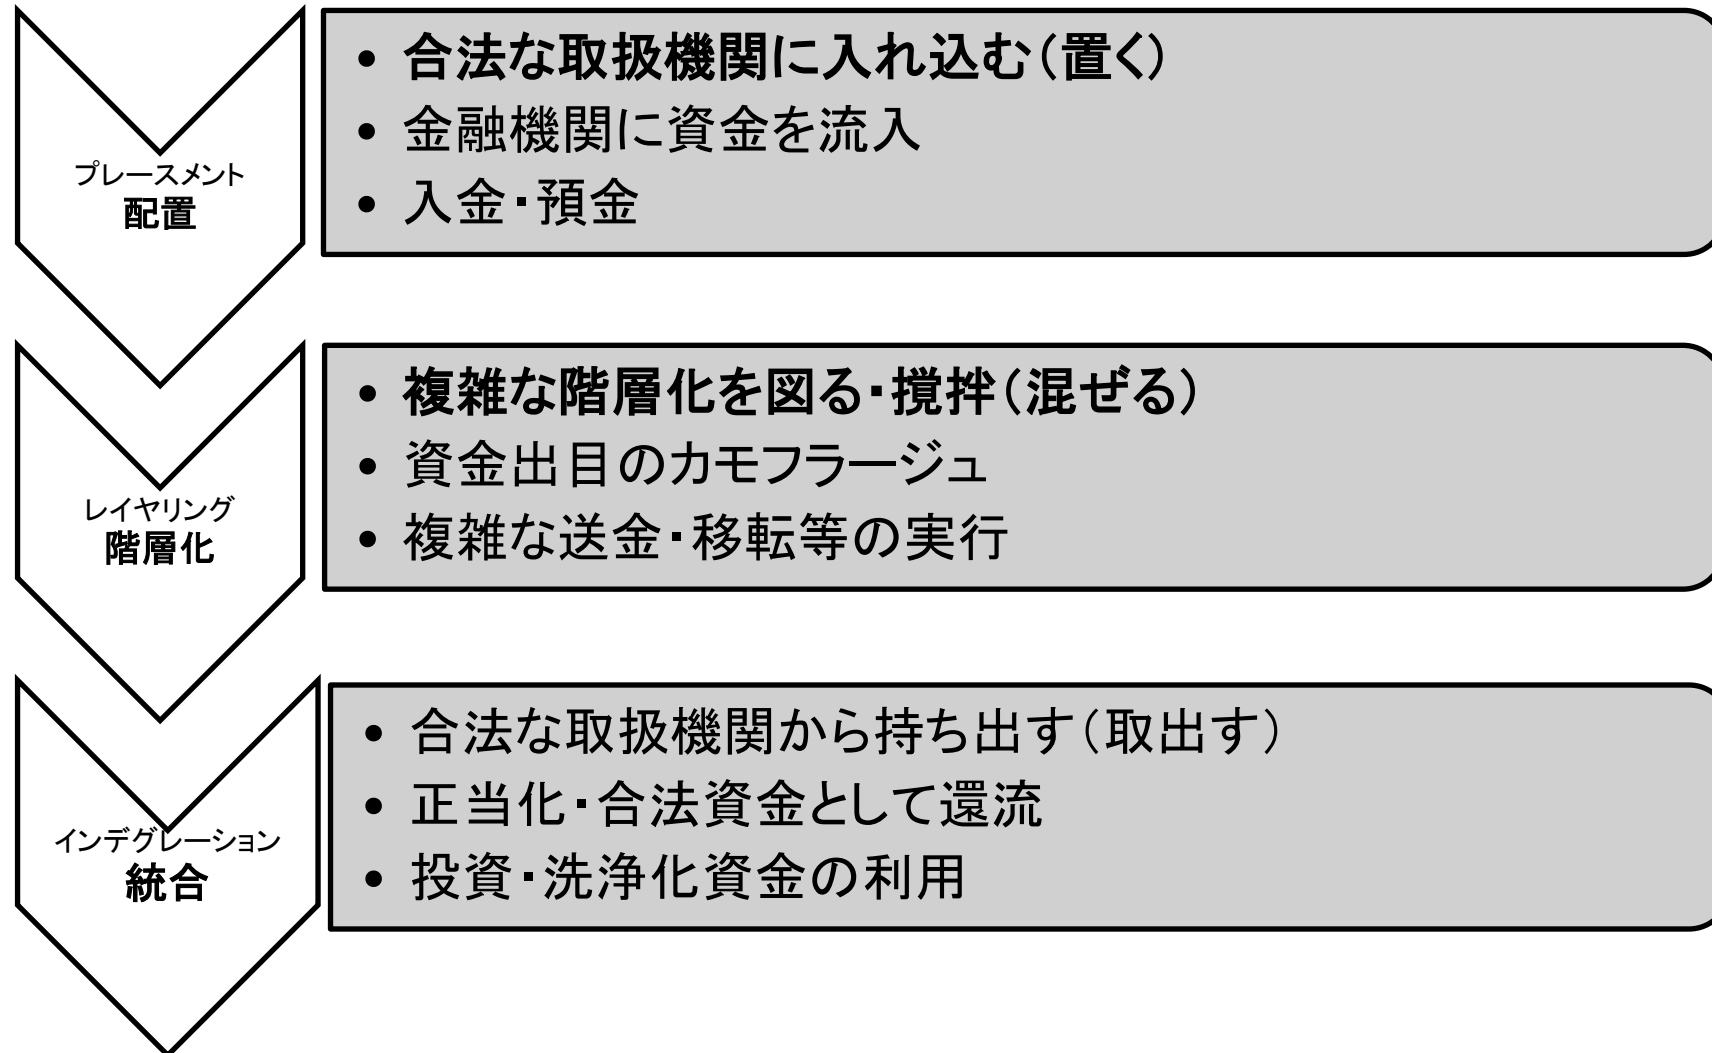 プレースメント
配置
• 合法な取扱機関に入れ込む（置く）
• 金融機関に資金を流入
• 入金・預金
レイヤリング
階層化
• 複雑な階層化を図る・撹拌（混ぜる）
• 資金出目のカモフラージュ
• 複雑な送金・移転等の実行
インデグレーション
統合
• 合法な取扱機関から持ち出す（取出す）
• 正当化・合法資金として還流
• 投資・洗浄化資金の利用